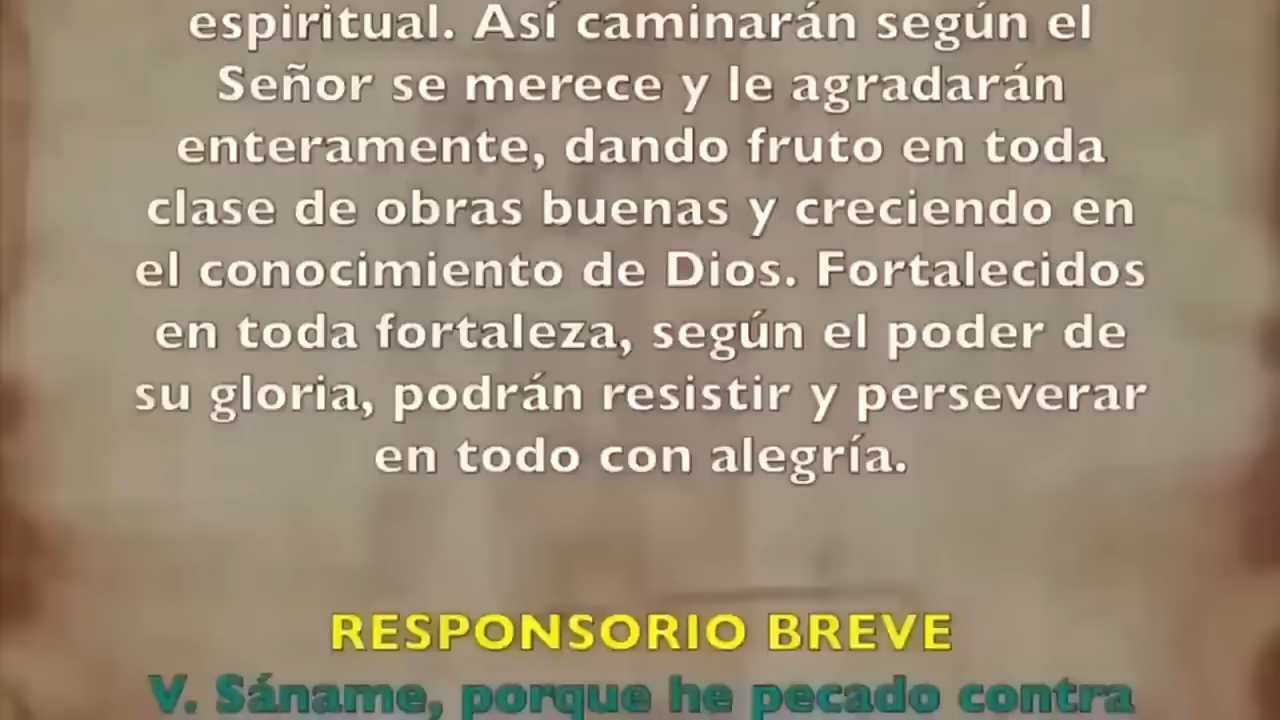 espiritual. Así caminarán según el
Señor se merece y le agradarán
enteramente, dando fruto en toda
clase de obras buenas y creciendo en
el conocimiento de Dios. Fortalecidos
en toda fortaleza, según el poder de
su gloria, podrán resistir y perseverar
en todo con alegría.
RESPONSORIO BREVE
V. Sáname, porque he pecado contra